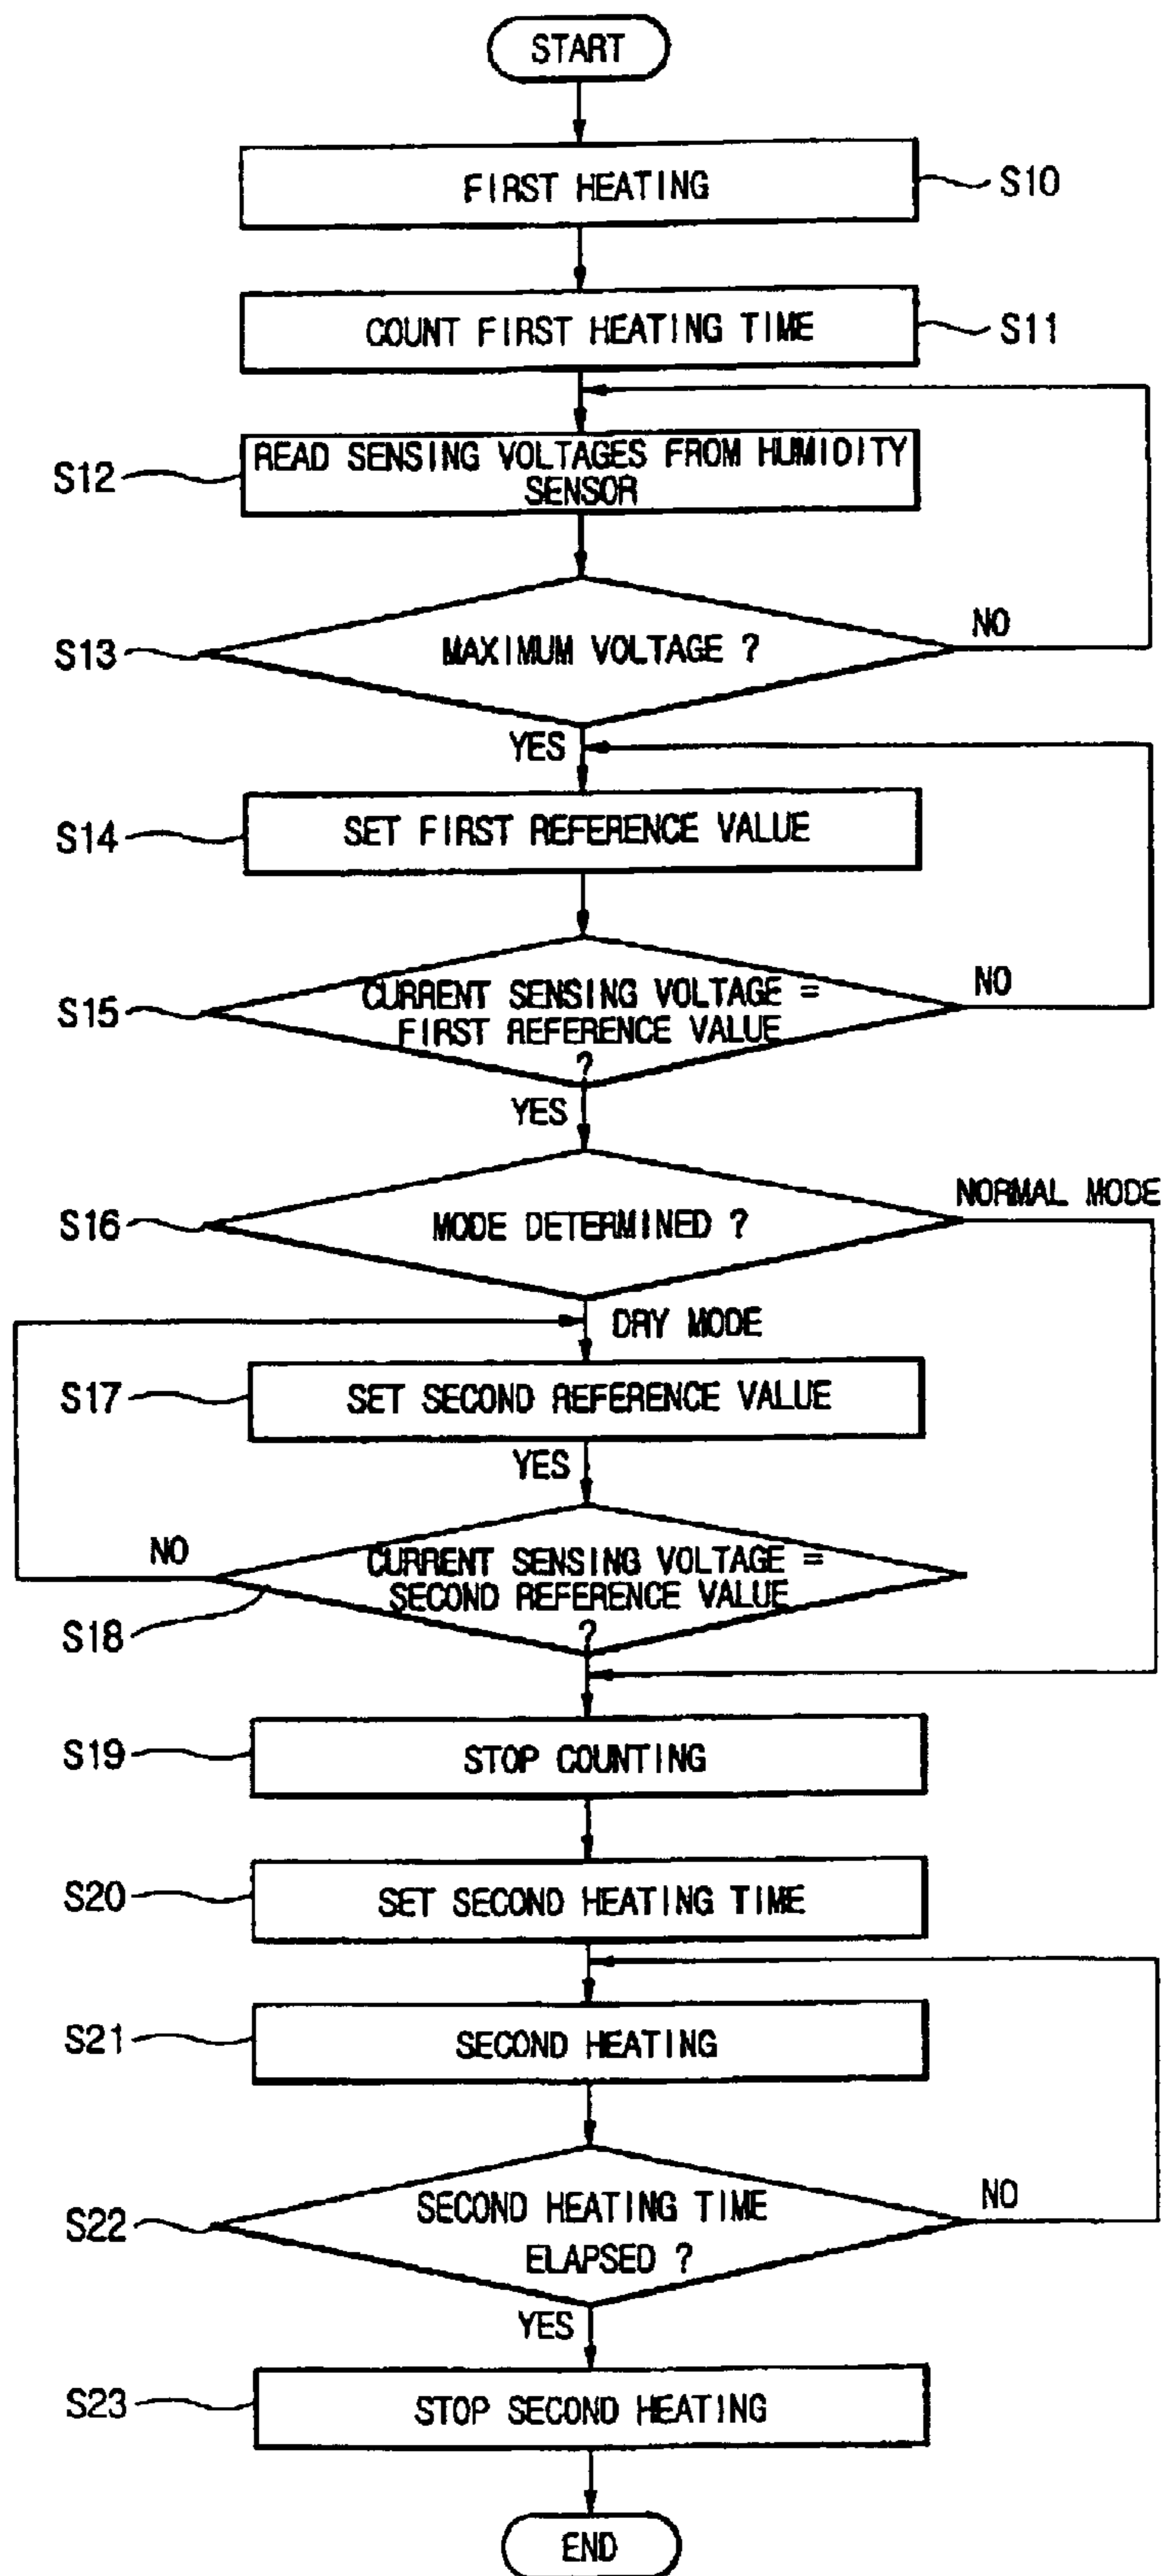 START
FIRST HEATING
S10
COUNT FIRST HEATING TIME
S11
S12
READ SENSING VOLTAGES FROM HUMIDITY
SENSOR
S13
MAXIMUM VOLTAGE ?
NO
YES
S14
SET FIRST REFERENCE VALUE
S15
CURRENT SENSING VOLTAGE =
FIRST REFERENCE VALUE
?
NO
YES
S16
MODE DETERMINED ?
NORMAL MODE
DRY MODE
S17
SET SECOND REFERENCE VALUE
YES
NO
CURRENT SENSING VOLTAGE =
SECOND REFERENCE VALUE
?
S18
S19
STOP COUNTING
S20
SET SECOND HEATING TIME
S21
SECOND HEATING
S22
SECOND HEATING TIME
ELAPSED ?
NO
YES
S23
STOP SECOND HEATING
END